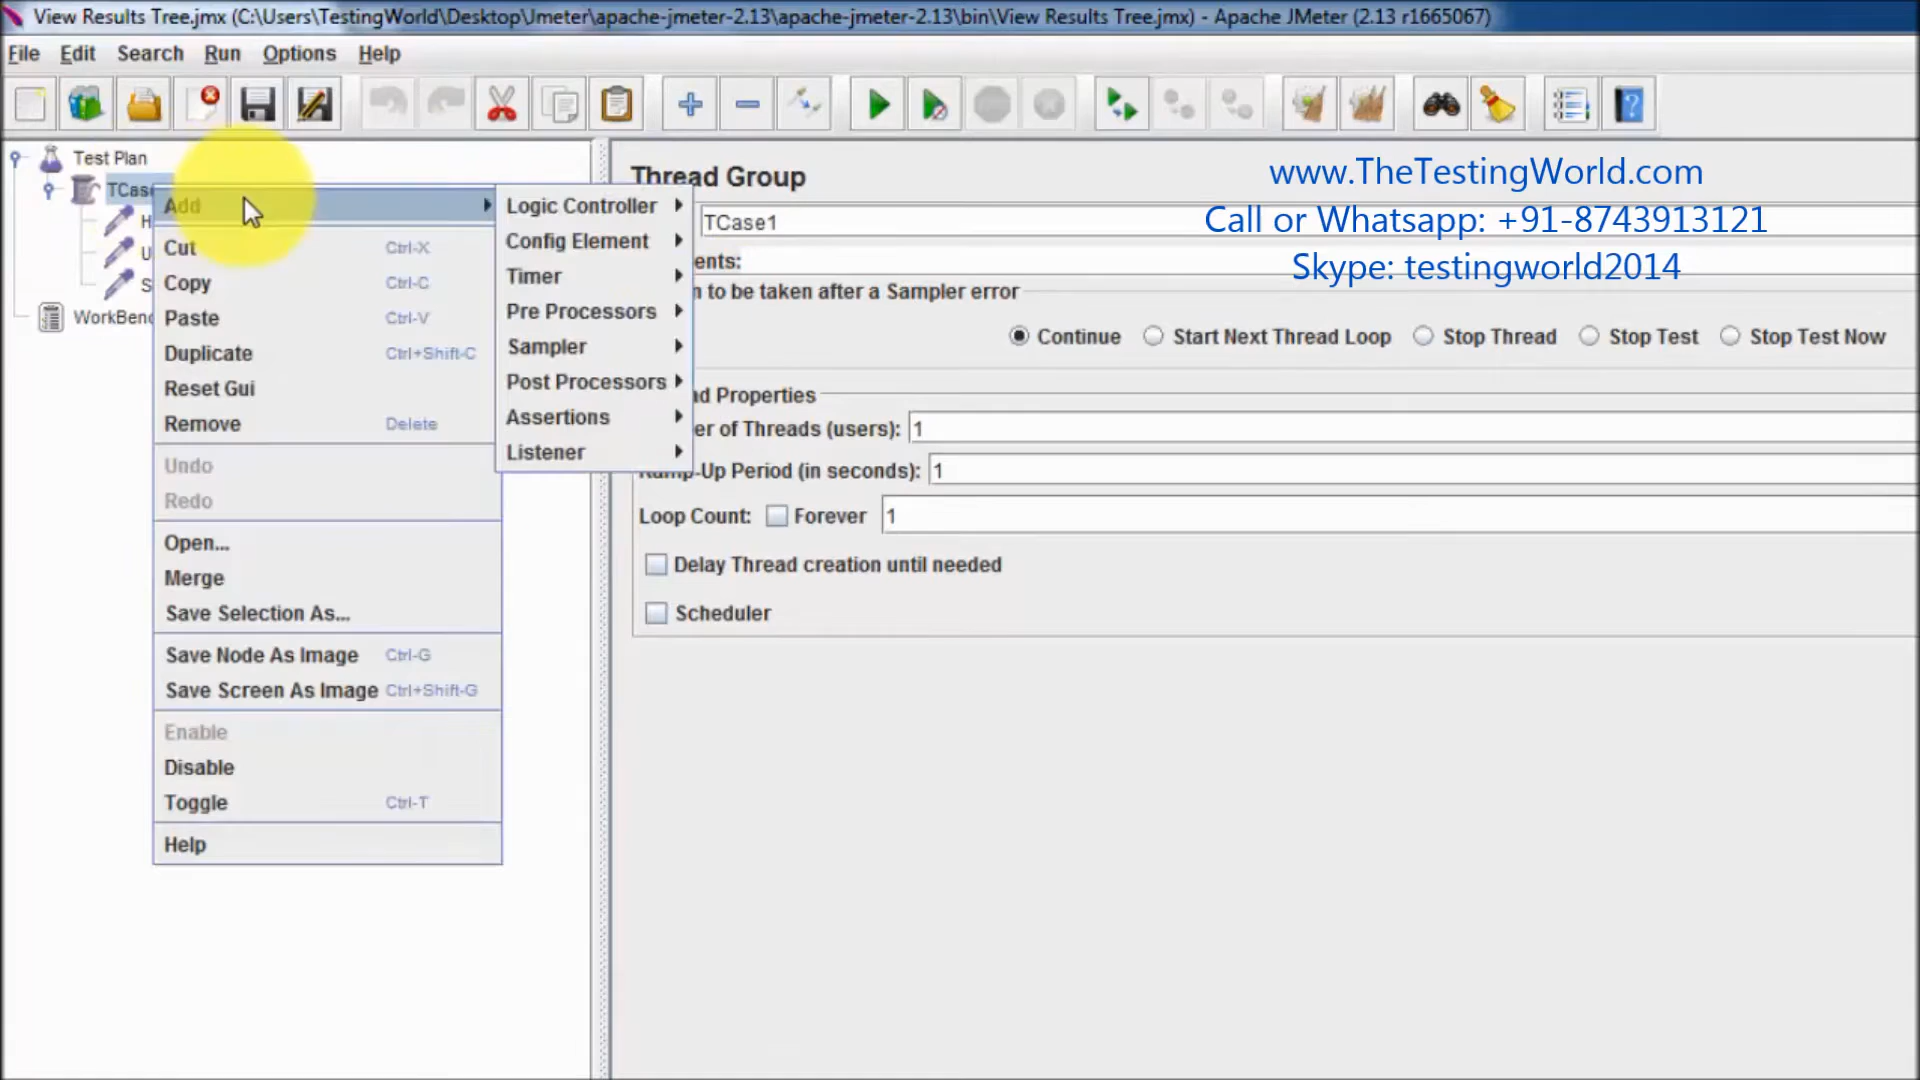 View Results Tree.jmx (C:\Users\TestingWorld\Desktop\Jmeter\apache-jmeter-2.13\apache-jmeter-2.13\bin\View Results Tree.jmx) - Apache JMeter (2.13 r1665067)
File Edit Search Run Options Help
Test Plan
TCase
H
U
S
WorkBenc
Add
Cut Ctrl-X
Copy Ctrl-C
Paste Ctrl-V
Duplicate Ctrl+Shift-C
Reset Gui
Remove Delete
Undo
Redo
Open...
Merge
Save Selection As...
Save Node As Image Ctrl-G
Save Screen As Image Ctrl+Shift-G
Enable
Disable
Toggle Ctrl-T
Help
Logic Controller
Config Element
Timer
Pre Processors
Sampler
Post Processors
Assertions
Listener
Thread Group
TCase1
ents:
n to be taken after a Sampler error
Continue Start Next Thread Loop Stop Thread Stop Test Stop Test Now
d Properties
er of Threads (users): 1
Ramp-Up Period (in seconds): 1
Loop Count: Forever 1
Delay Thread creation until needed
Scheduler
www.TheTestingWorld.com
Call or Whatsapp: +91-8743913121
Skype: testingworld2014